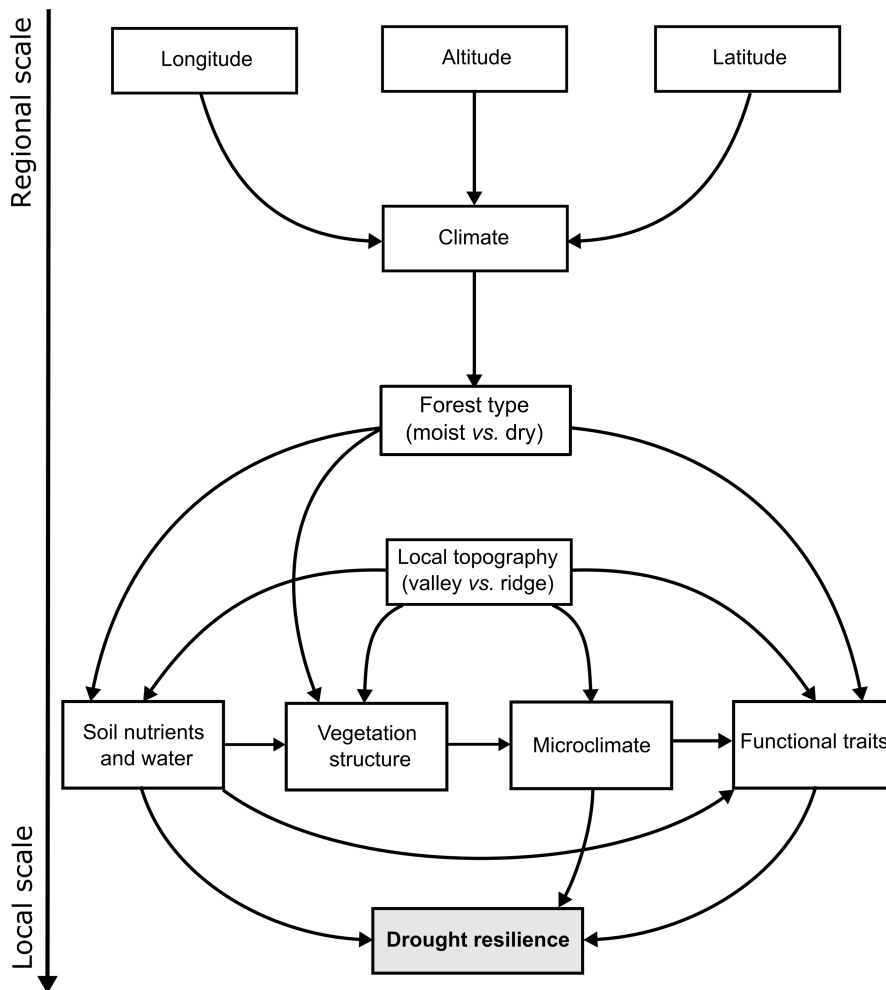 Regional scale
Longitude
Altitude
Latitude
Climate
Forest type
(moist vs. dry)
Local topography
(valley vs. ridge)
Soil nutrients
and water
Vegetation
structure
Microclimate
Functional traits
Local scale
Drought resilience